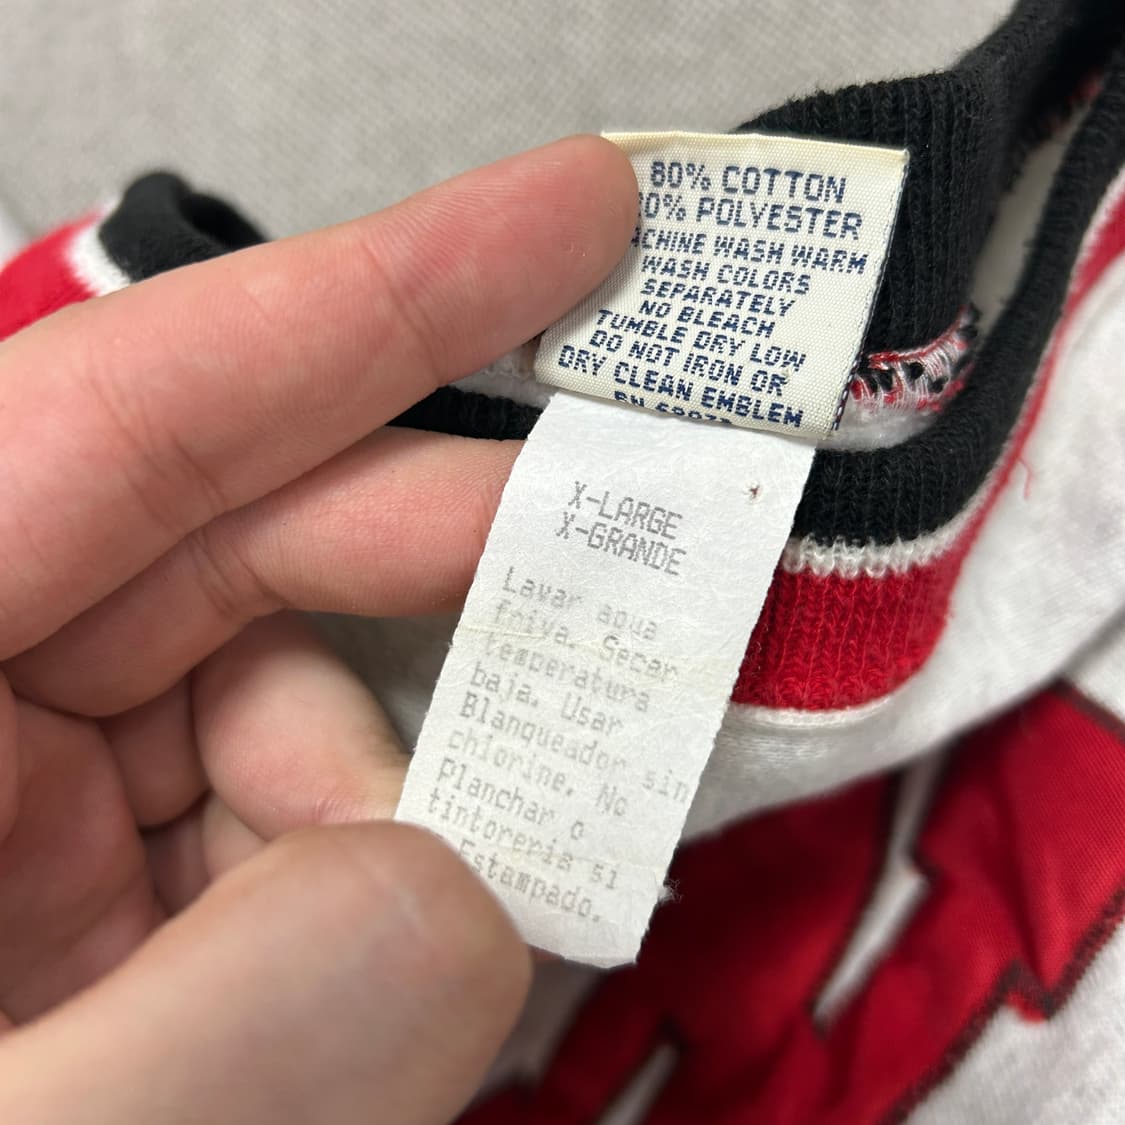 80% COTTON
0% POLYESTER
ACHINE WASH WARM
WASH COLORS
SEPARATELY
NO BLEACH
TUMBLE DRY LOW
DO NOT IRON OR
DRY CLEAN EMBLEM
X-LARGE
X-GRANDE
Lavar agua
friya. Secar
temperatura
baja. Usar
Blanqueador sin
chlorine. No
Planchar o
tintoreria si
Estampado.